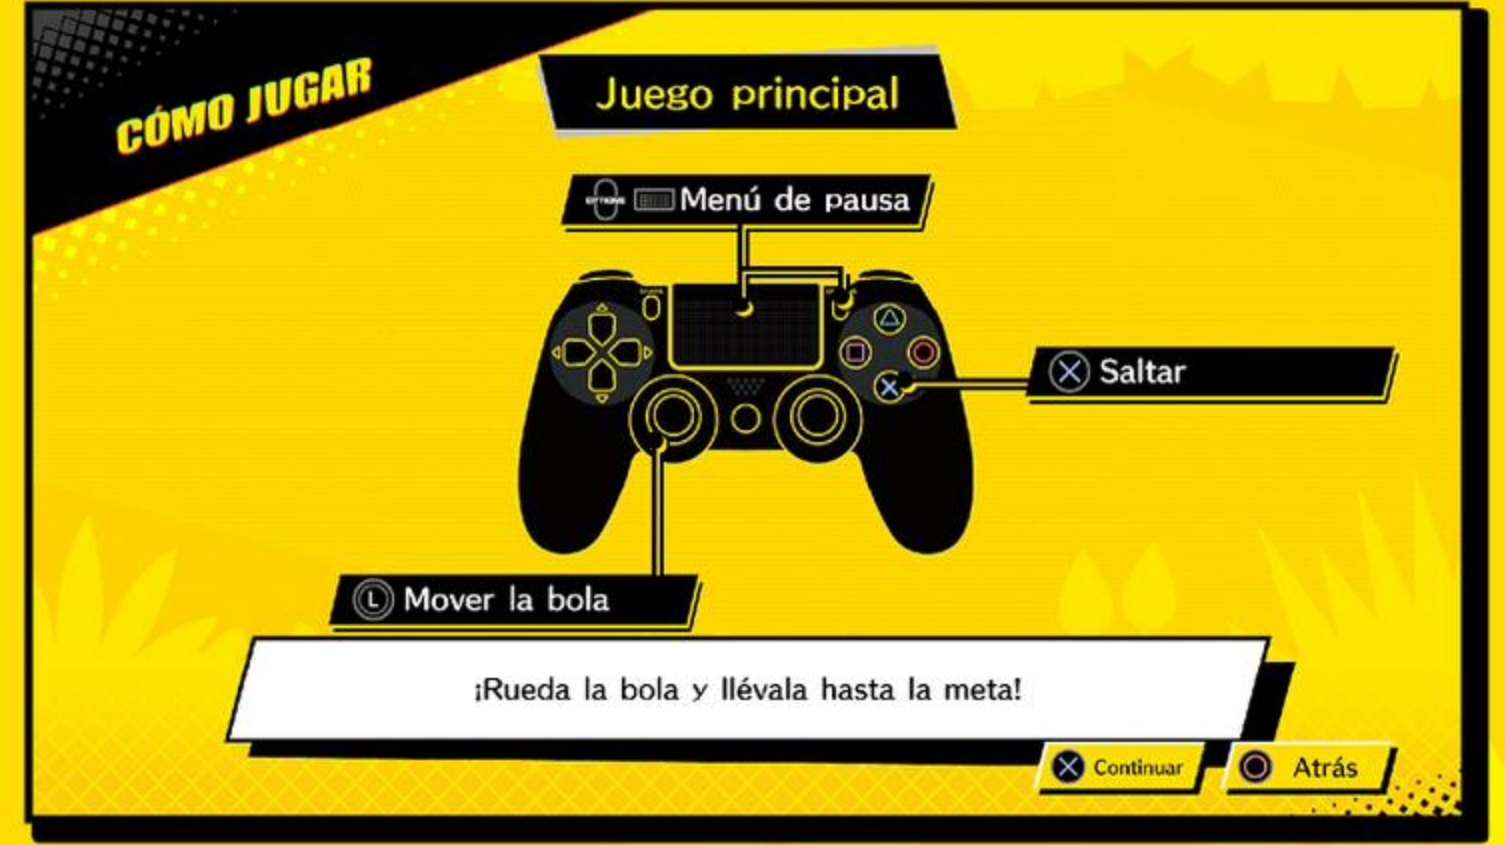 CÓMO JUGAR
Juego principal
OPTIONS Menú de pausa
Saltar
L Mover la bola
¡Rueda la bola y llévala hasta la meta!
Continuar
Atrás